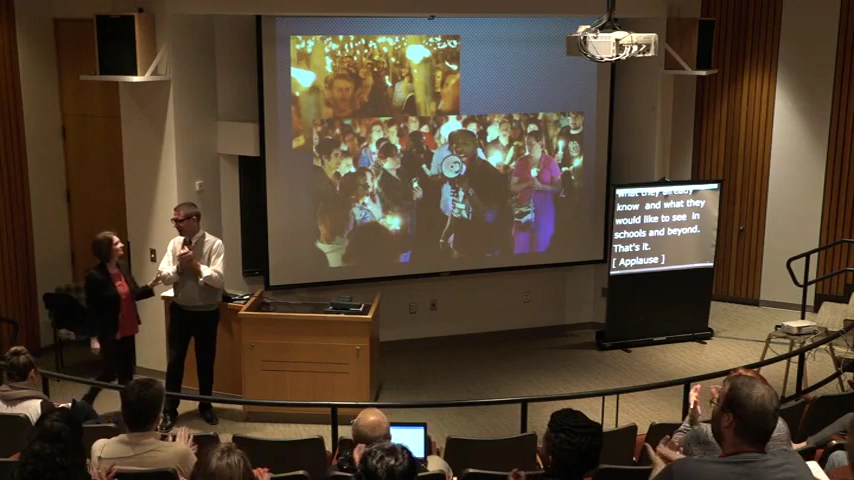 what they already
know and what they
would like to see in
schools and beyond.
That's it.
[ Applause ]